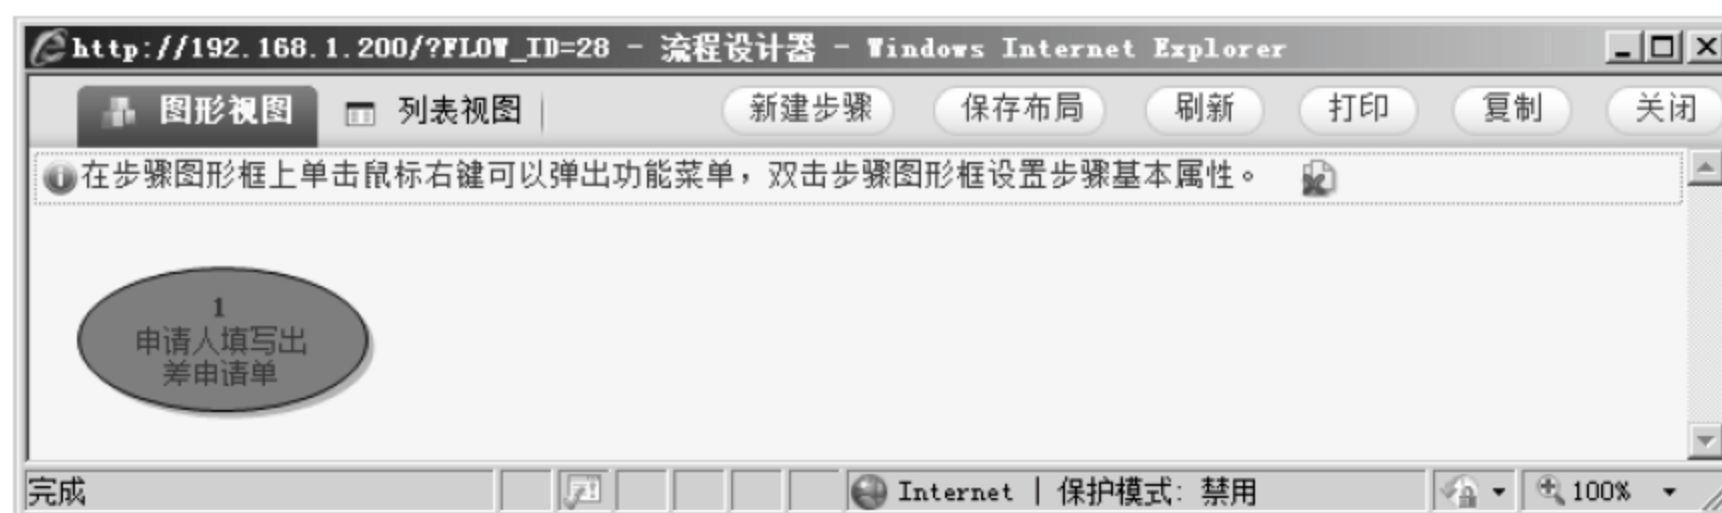 http://192.168.1.200/?FLOW_ID=28 - 流程设计器 - Windows Internet Explorer
图形视图 列表视图 新建步骤 保存布局 刷新 打印 复制 关闭
在步骤图形框上单击鼠标右键可以弹出功能菜单，双击步骤图形框设置步骤基本属性。
1
申请人填写出
差申请单
完成 Internet | 保护模式: 禁用 100%